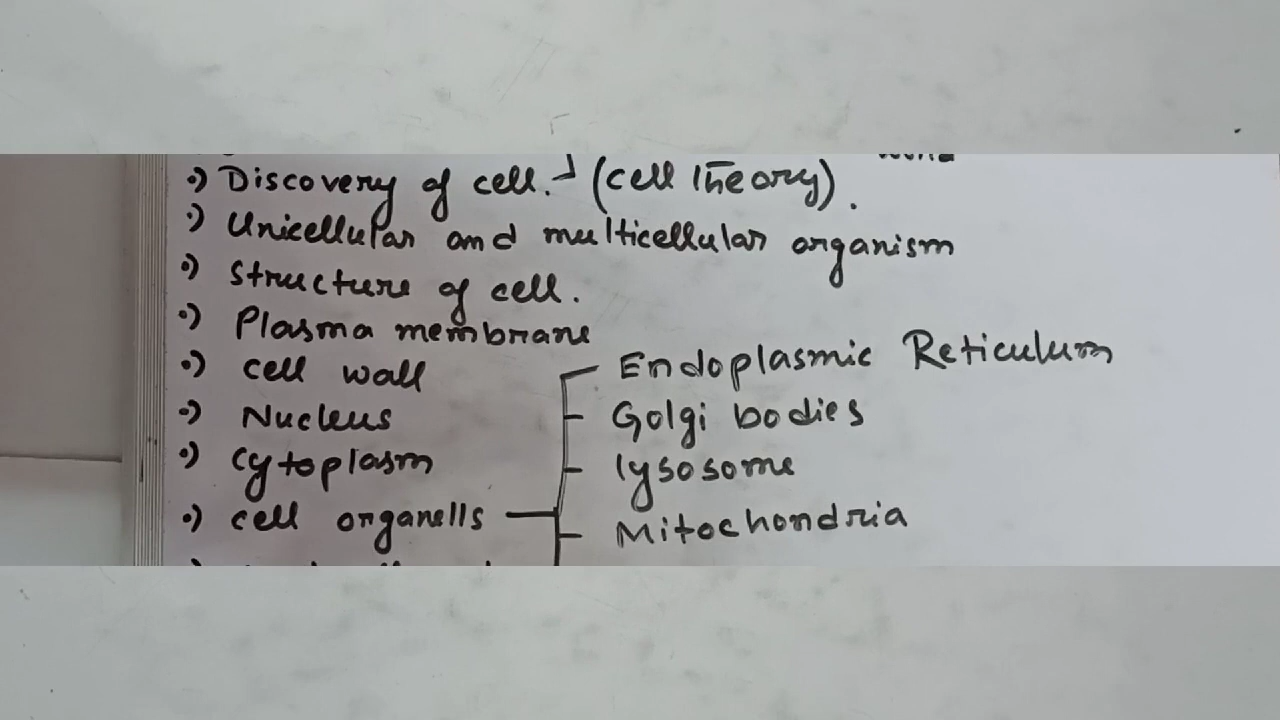 •) Discovery of cell. (cell Theory).
•) Unicellular and multicellular organism
•) Structure of cell.
•) Plasma membrane
•) cell wall
•) Nucleus
•) cytoplasm
•) cell organells
Endoplasmic Reticulum
Golgi bodies
lysosome
Mitochondria